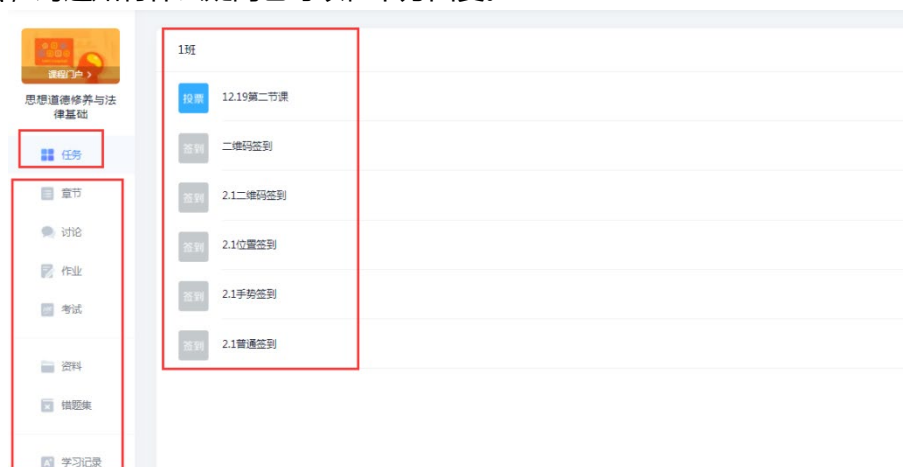 课程门户 >
思想道德修养与法
律基础
任务
章节
讨论
作业
考试
资料
错题集
学习记录
1班
投票 12.19第二节课
签到 二维码签到
签到 2.1二维码签到
签到 2.1位置签到
签到 2.1手势签到
签到 2.1普通签到